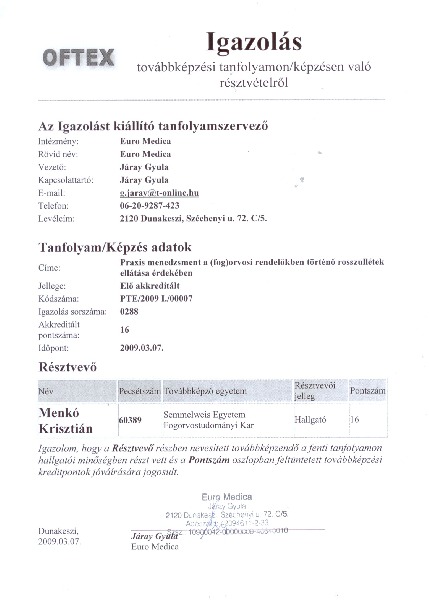 OFTEX
Igazolás
továbbképzési tanfolyamon/képzésen való
résztvételről
Az Igazolást kiállító tanfolyamszervező
Intézmény: Euro Medica
Rövid név: Euro Medica
Vezető: Járay Gyula
Kapcsolattartó: Járay Gyula
E-mail: g.jaray@t-online.hu
Telefon: 06-20-9287-423
Levélcím: 2120 Dunakeszi, Széchenyi u. 72. C/5.
Tanfolyam/Képzés adatok
Címe: Praxis menedzsment a (fog)orvosi rendelőkben történő rosszullétek
ellátása érdekében
Jellege: Elő akkreditált
Kódszáma: PTE/2009 I./00007
Igazolás sorszáma: 0288
Akkreditált
pontszáma: 16
Időpont: 2009.03.07.
Résztvevő
Név Pecsétszám Továbbképző egyetem Résztvevői
jelleg Pontszám
Menkó
Krisztián 60389 Semmelweis Egyetem
Fogorvostudományi Kar Hallgató 16
Igazolom, hogy a Résztvevő részben nevesített továbbképzendő a fenti tanfolyamon
hallgatói minőségben részt vett és a Pontszám oszlopban feltüntetett továbbképzési
kreditpontok jóváírására jogosult.
Euro Medica
Járay Gyula
2120 Dunakeszi, Széchenyi u. 72. C/5.
Dunakeszi,
2009.03.07.
Járay Gyula
Euro Medica